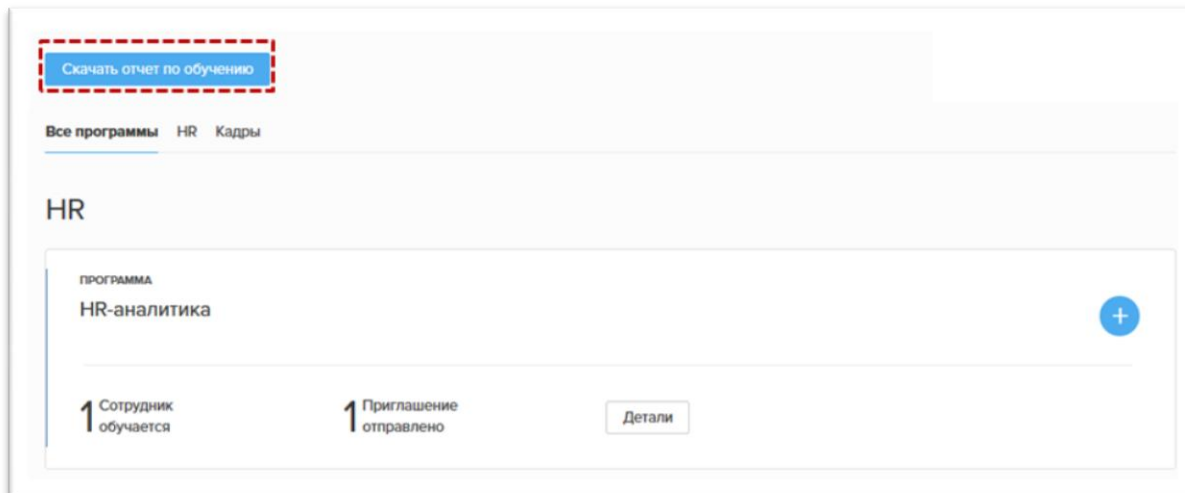 Скачать отчет по обучению
Все программы HR Кадры
HR
ПРОГРАММА
HR-аналитика
+
1 Сотрудник обучается
1 Приглашение отправлено
Детали